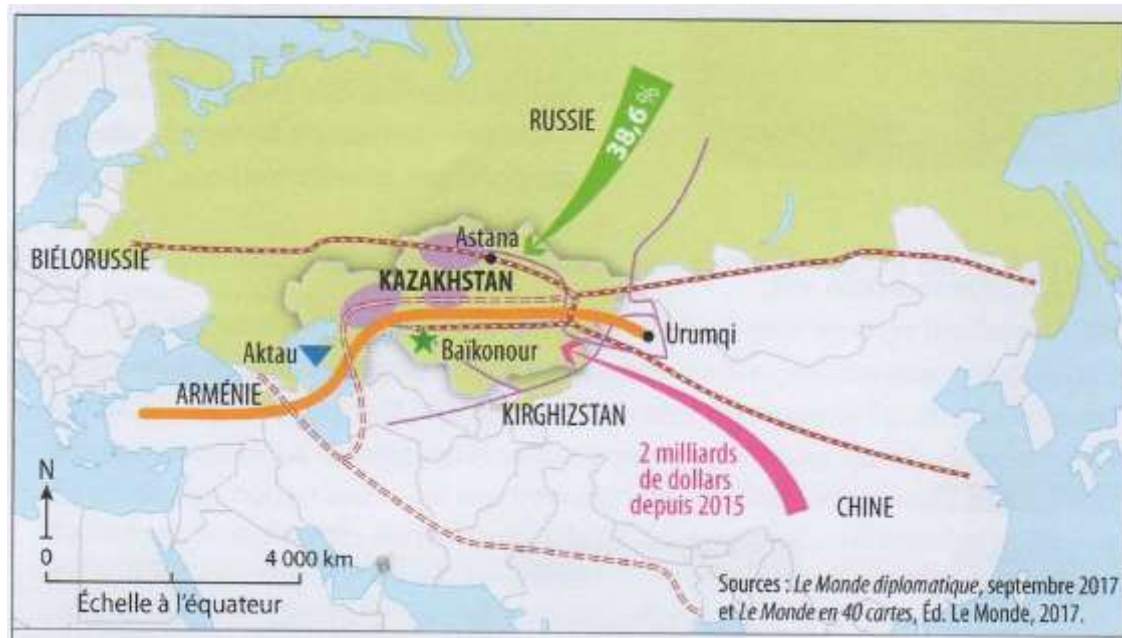 RUSSIE
38,6 %
BIÉLORUSSIE
Astana
KAZAKHSTAN
Aktau
Baïkonour
Urumqi
ARMÉNIE
KIRGHIZSTAN
2 milliards
de dollars
depuis 2015
CHINE
N
0
4 000 km
Échelle à l'équateur
Sources : Le Monde diplomatique, septembre 2017
et Le Monde en 40 cartes, Éd. Le Monde, 2017.